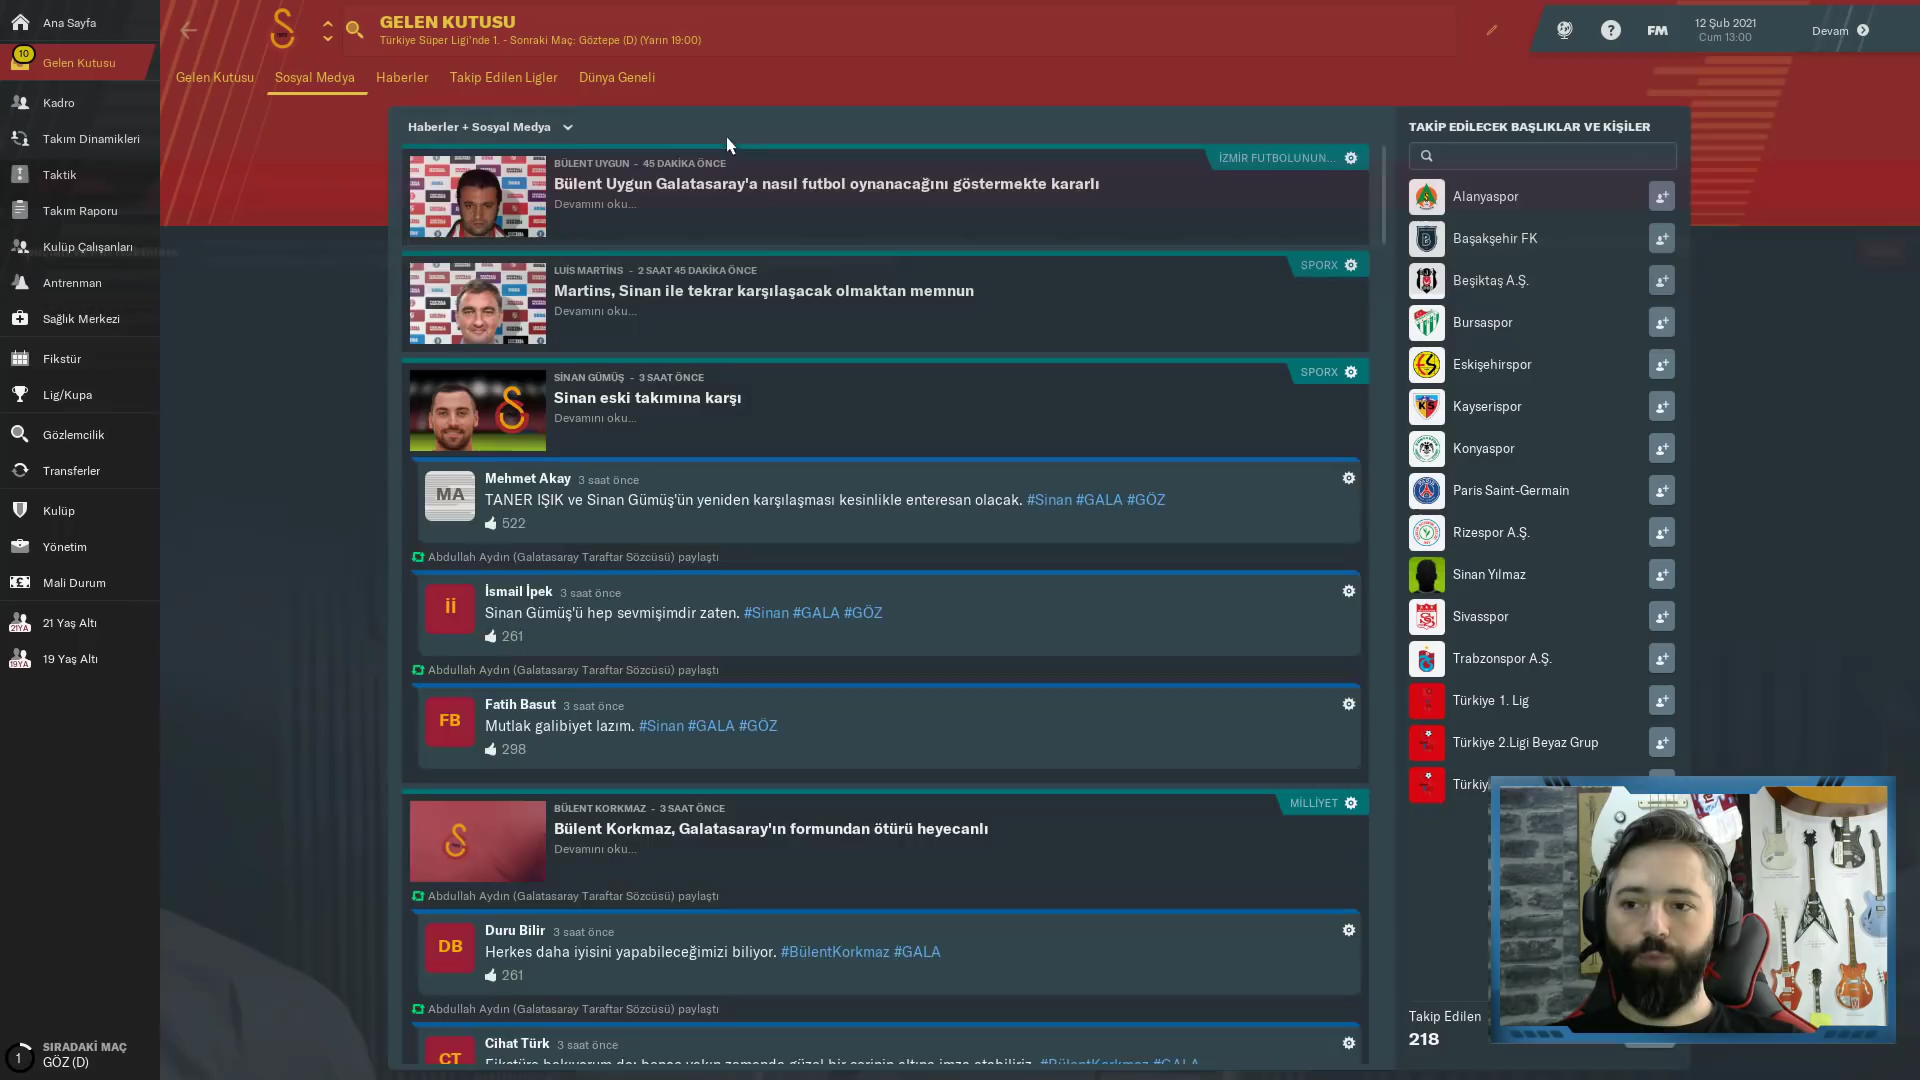 Ana Sayfa
10
Gelen Kutusu
Kadro
Takım Dinamikleri
Taktik
Takım Raporu
Kulüp Çalışanları
Antrenman
Sağlık Merkezi
Fikstür
Lig/Kupa
Gözlemcilik
Transferler
Kulüp
Yönetim
Mali Durum
21YA
21 Yaş Altı
19YA
19 Yaş Altı
1
SIRADAKİ MAÇ
GÖZ (D)
GELEN KUTUSU
Türkiye Süper Ligi'nde 1. - Sonraki Maç: Göztepe (D) (Yarın 19:00)
FM
12 Şub 2021
Cum 13:00
Devam
Gelen Kutusu
Sosyal Medya
Haberler
Takip Edilen Ligler
Dünya Geneli
Haberler + Sosyal Medya
BÜLENT UYGUN - 45 DAKİKA ÖNCE
İZMİR FUTBOLUNUN...
Bülent Uygun Galatasaray'a nasıl futbol oynanacağını göstermekte kararlı
Devamını oku...
LUÍS MARTİNS - 2 SAAT 45 DAKİKA ÖNCE
SPORX
Martins, Sinan ile tekrar karşılaşacak olmaktan memnun
Devamını oku...
SİNAN GÜMÜŞ - 3 SAAT ÖNCE
SPORX
Sinan eski takımına karşı
Devamını oku...
MA
Mehmet Akay 3 saat önce
TANER IŞIK ve Sinan Gümüş'ün yeniden karşılaşması kesinlikle enteresan olacak. #Sinan #GALA #GÖZ
522
Abdullah Aydın (Galatasaray Taraftar Sözcüsü) paylaştı
İİ
İsmail İpek 3 saat önce
Sinan Gümüş'ü hep sevmişimdir zaten. #Sinan #GALA #GÖZ
261
Abdullah Aydın (Galatasaray Taraftar Sözcüsü) paylaştı
FB
Fatih Basut 3 saat önce
Mutlak galibiyet lazım. #Sinan #GALA #GÖZ
298
BÜLENT KORKMAZ - 3 SAAT ÖNCE
MİLLİYET
Bülent Korkmaz, Galatasaray'ın formundan ötürü heyecanlı
Devamını oku...
Abdullah Aydın (Galatasaray Taraftar Sözcüsü) paylaştı
DB
Duru Bilir 3 saat önce
Herkes daha iyisini yapabileceğimizi biliyor. #BülentKorkmaz #GALA
261
Abdullah Aydın (Galatasaray Taraftar Sözcüsü) paylaştı
CT
Cihat Türk 3 saat önce
#BülentKorkmaz #GALA
TAKİP EDİLECEK BAŞLIKLAR VE KİŞİLER
Alanyaspor
Başakşehir FK
Beşiktaş A.Ş.
Bursaspor
Eskişehirspor
Kayserispor
Konyaspor
Paris Saint-Germain
Rizespor A.Ş.
Sinan Yılmaz
Sivasspor
Trabzonspor A.Ş.
Türkiye 1. Lig
Türkiye 2.Ligi Beyaz Grup
Türkiy
Takip Edilen
218